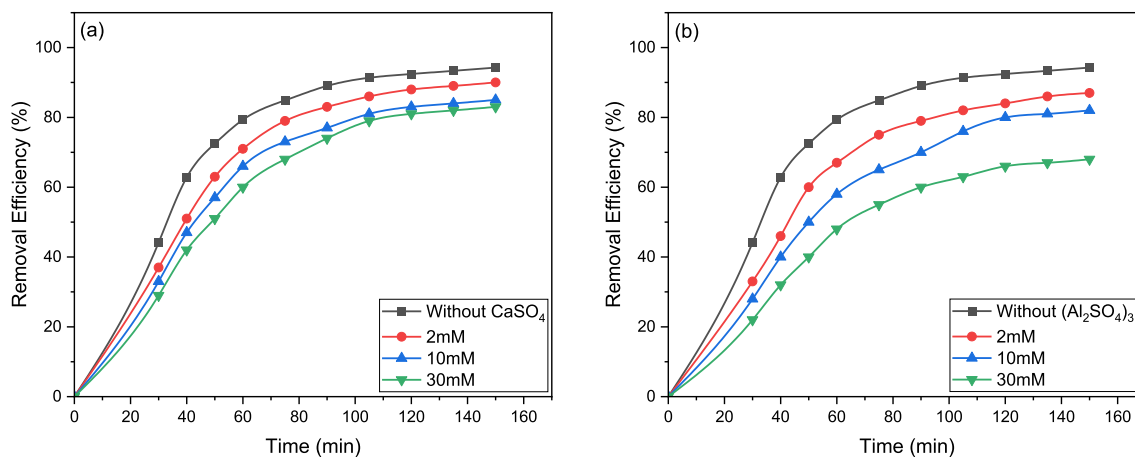 (a)
Removal Efficiency (%)
100
80
60
40
20
0
0 20 40 60 80 100 120 140 160
Time (min)
Without CaSO₄
2mM
10mM
30mM
(b)
Removal Efficiency (%)
100
80
60
40
20
0
0 20 40 60 80 100 120 140 160
Time (min)
Without (Al₂SO₄)₃
2mM
10mM
30mM